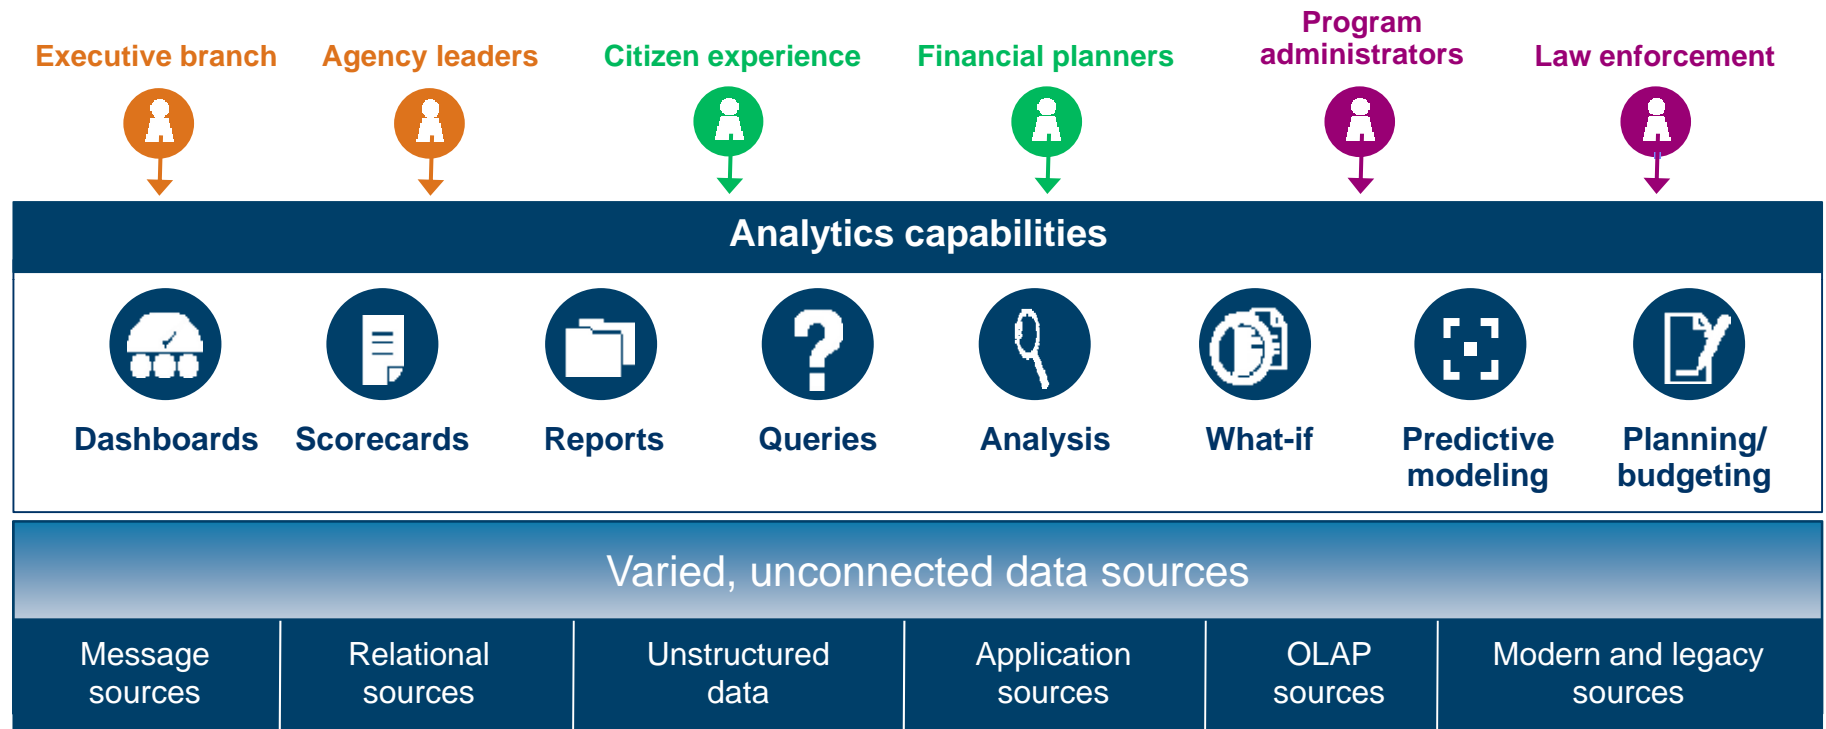 Executive branch
Agency leaders
Citizen experience
Financial planners
Program
administrators
Law enforcement
Analytics capabilities
Dashboards
Scorecards
Reports
Queries
Analysis
What-if
Predictive
modeling
Planning/
budgeting
Varied, unconnected data sources
Message
sources
Relational
sources
Unstructured
data
Application
sources
OLAP
sources
Modern and legacy
sources